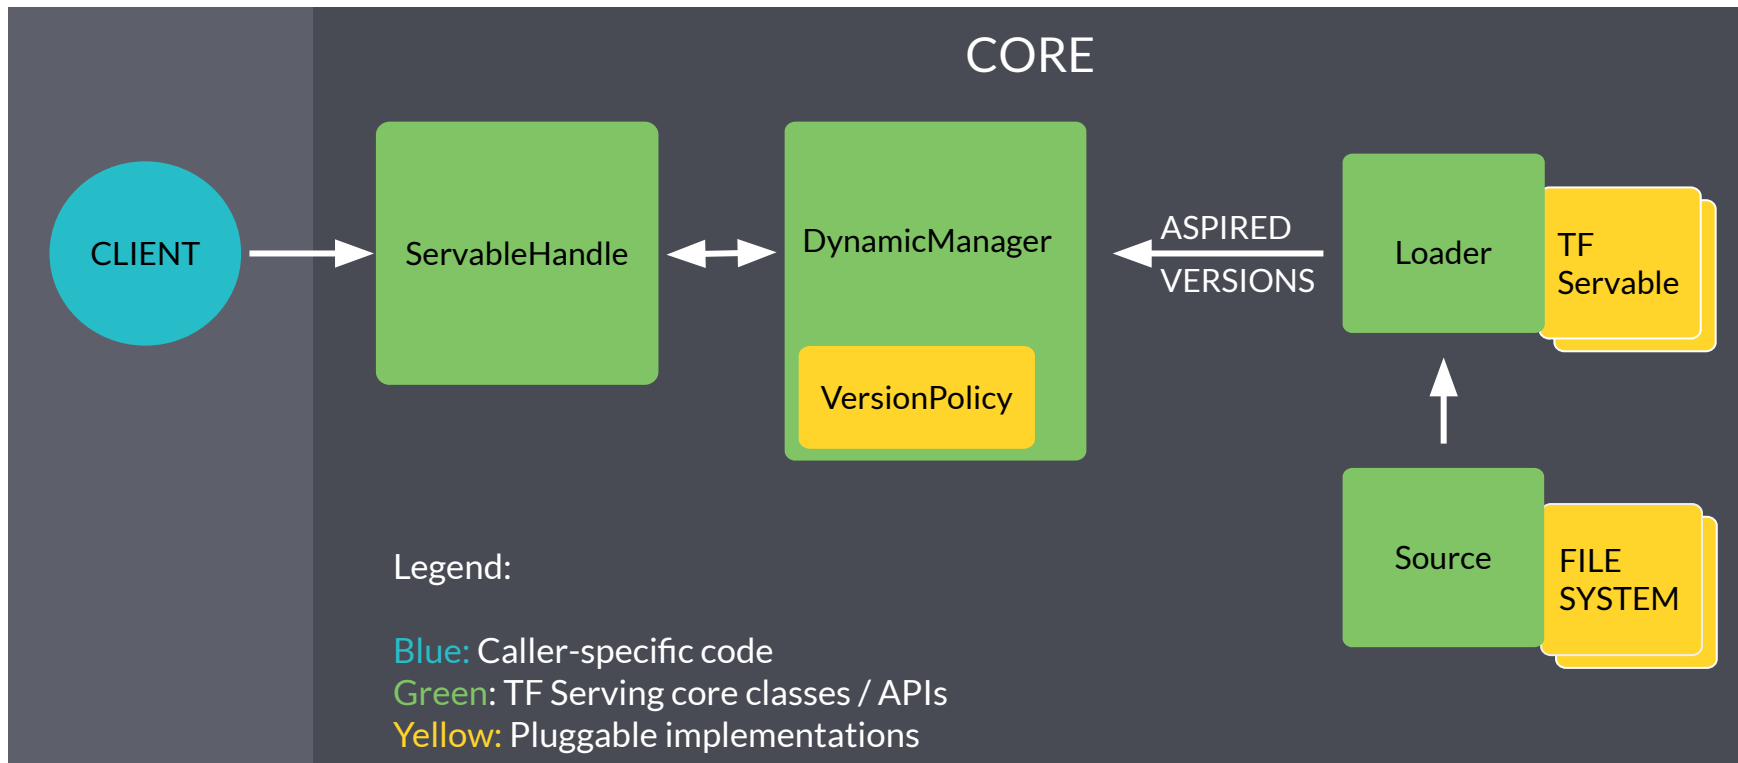 CORE
CLIENT
ServableHandle
DynamicManager
VersionPolicy
ASPIRED
VERSIONS
Loader
TF
Servable
Source
FILE
SYSTEM
Legend:
Blue: Caller-specific code
Green: TF Serving core classes / APIs
Yellow: Pluggable implementations